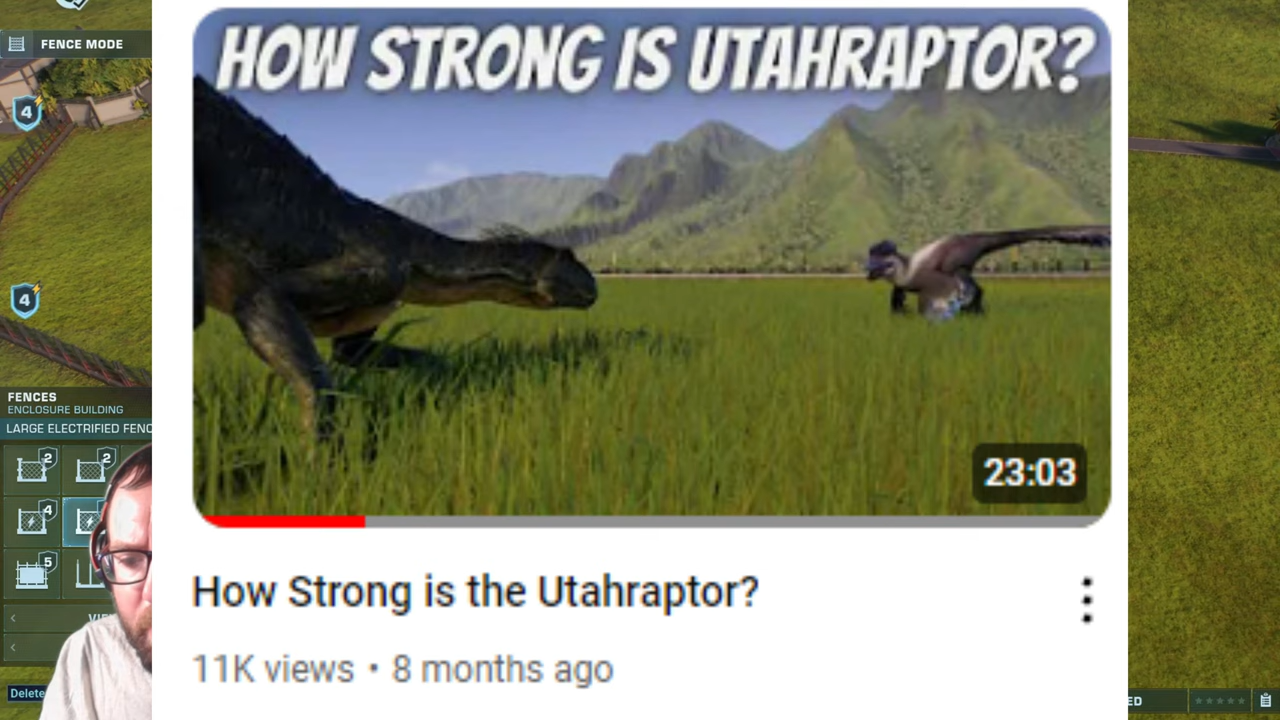 FENCE MODE
4
4
FENCES
ENCLOSURE BUILDING
LARGE ELECTRIFIED FENC
2
2
4
5
Delete
HOW STRONG IS UTAHRAPTOR?
23:03
How Strong is the Utahraptor?
11K views • 8 months ago
ED